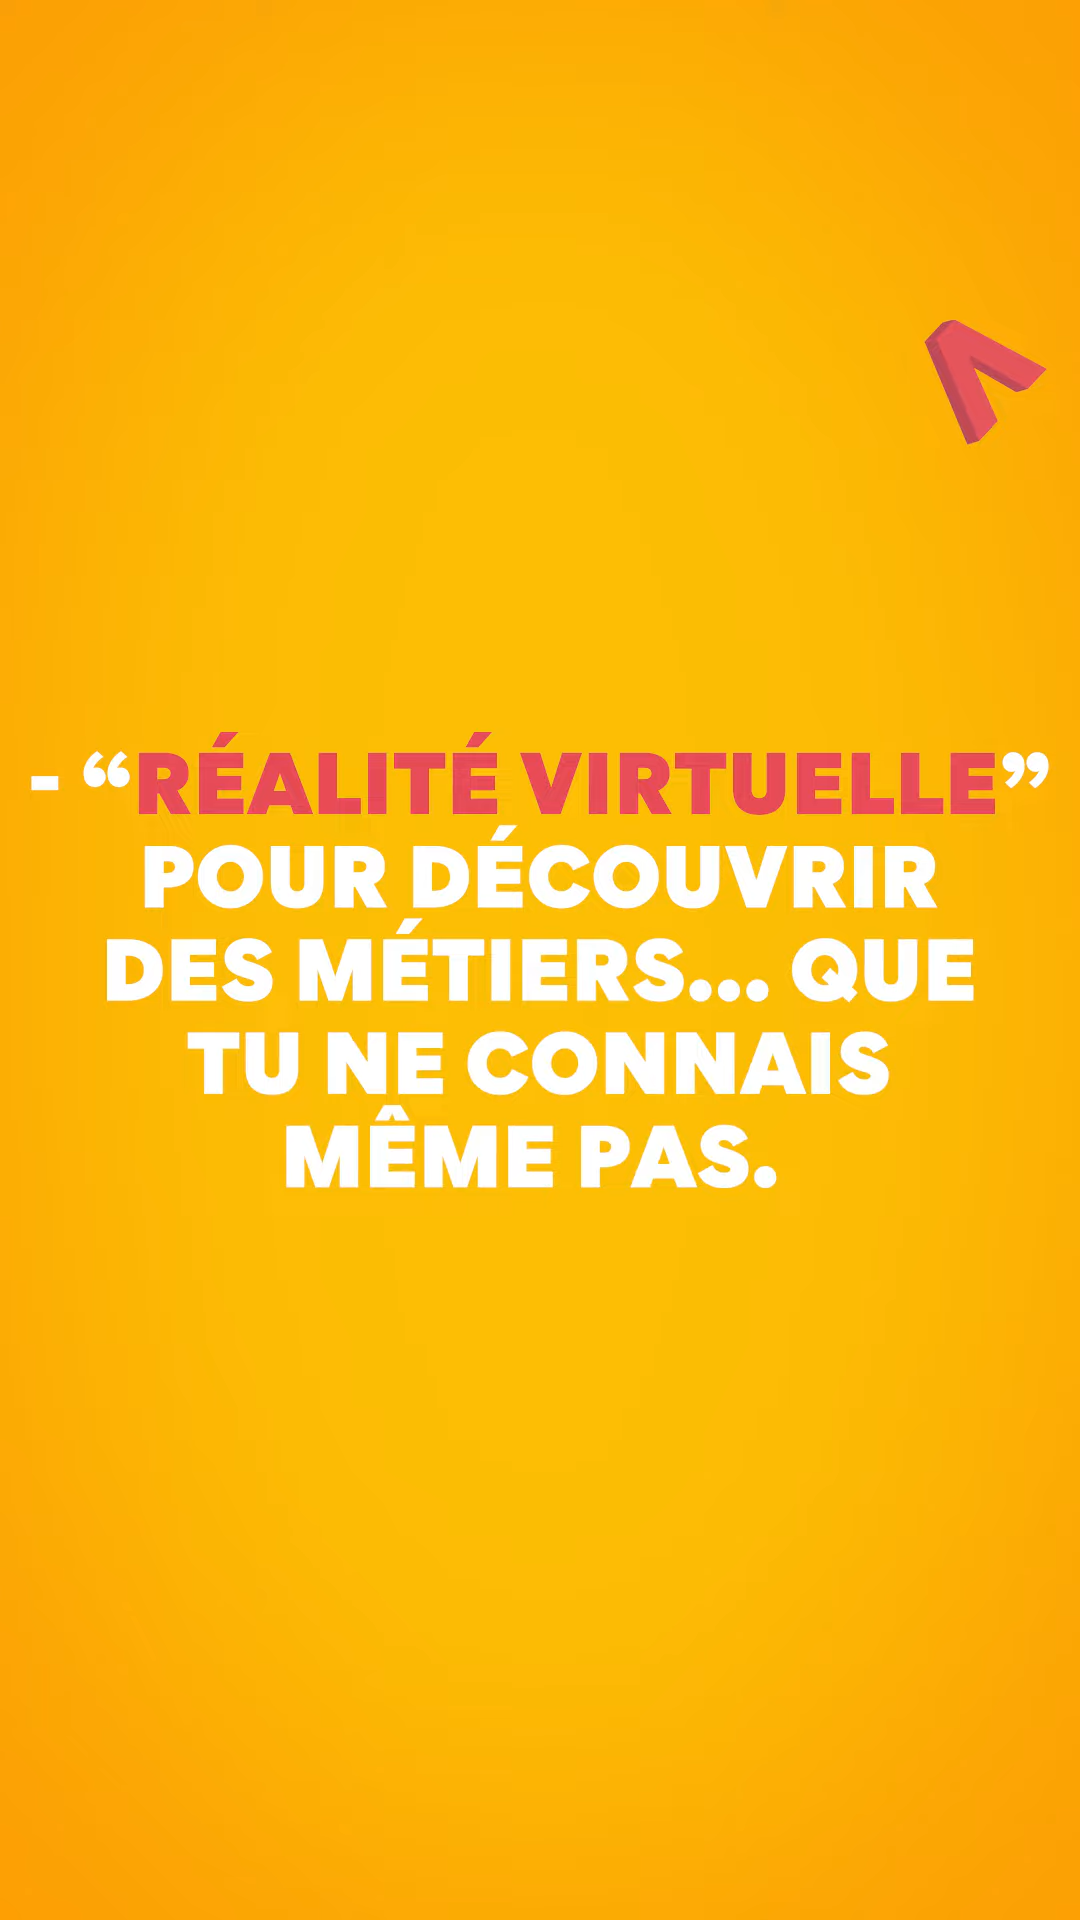 - “RÉALITÉ VIRTUELLE”
POUR DÉCOUVRIR
DES MÉTIERS... QUE
TU NE CONNAIS
MÊME PAS.